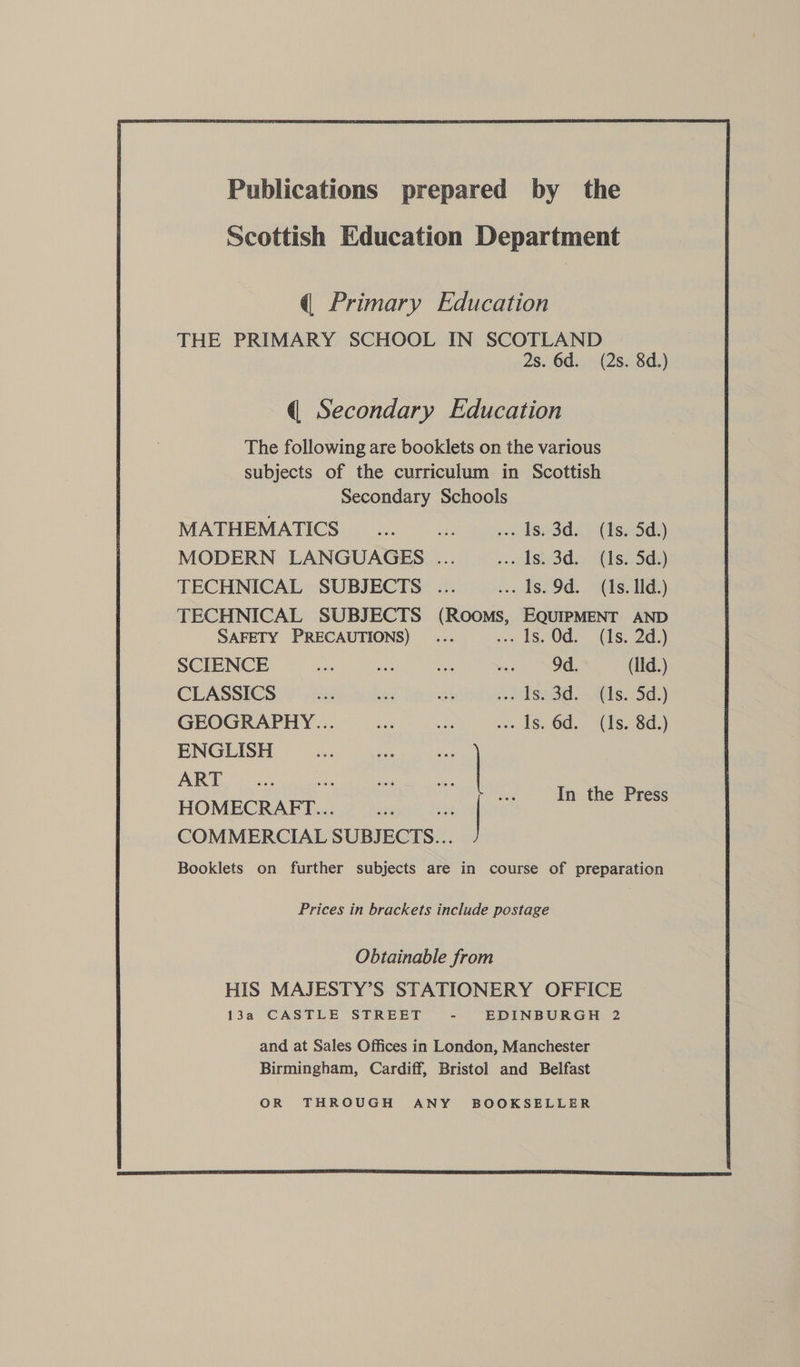 Publications prepared by the
Scottish Education Department
⁌ Primary Education
THE PRIMARY SCHOOL IN SCOTLAND
2s. 6d. (2s. 8d.)
⁌ Secondary Education
The following are booklets on the various
subjects of the curriculum in Scottish
Secondary Schools
MATHEMATICS ... ... ... 1s. 3d. (1s. 5d.)
MODERN LANGUAGES ... ... 1s. 3d. (1s. 5d.)
TECHNICAL SUBJECTS ... ... 1s. 9d. (1s. 11d.)
TECHNICAL SUBJECTS (ROOMS, EQUIPMENT AND
SAFETY PRECAUTIONS) ... ... 1s. 0d. (1s. 2d.)
SCIENCE ... ... ... ... 9d. (11d.)
CLASSICS ... ... ... ... 1s. 3d. (1s. 5d.)
GEOGRAPHY... ... ... ... 1s. 6d. (1s. 8d.)
ENGLISH ... ... ...
ART ... ... ... ...
HOMECRAFT... ... ... } ... In the Press
COMMERCIAL SUBJECTS...
Booklets on further subjects are in course of preparation
Prices in brackets include postage
Obtainable from
HIS MAJESTY'S STATIONERY OFFICE
13a CASTLE STREET - EDINBURGH 2
and at Sales Offices in London, Manchester
Birmingham, Cardiff, Bristol and Belfast
OR THROUGH ANY BOOKSELLER